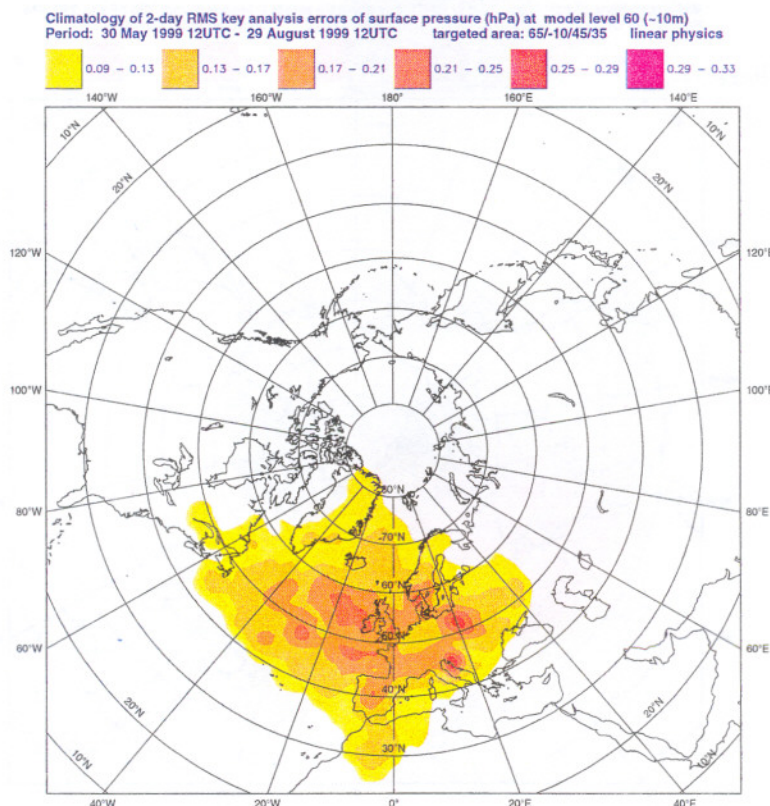 Climatology of 2-day RMS key analysis errors of surface pressure (hPa) at model level 60 (~10m)
Period: 30 May 1999 12UTC - 29 August 1999 12UTC targeted area: 65/-10/45/35 linear physics
0.09 – 0.13 0.13 – 0.17 0.17 – 0.21 0.21 – 0.25 0.25 – 0.29 0.29 – 0.33
140°W 160°W 180° 160°E 140°E
10°N 10°N
20°N 20°N
120°W 120°E
100°W 100°E
80°N
80°W 80°E
70°N
60°N
50°N
60°W 60°E
40°N
20°N 20°N
30°N
10°N 10°N
40°W 20°W 0° 20°E 40°E